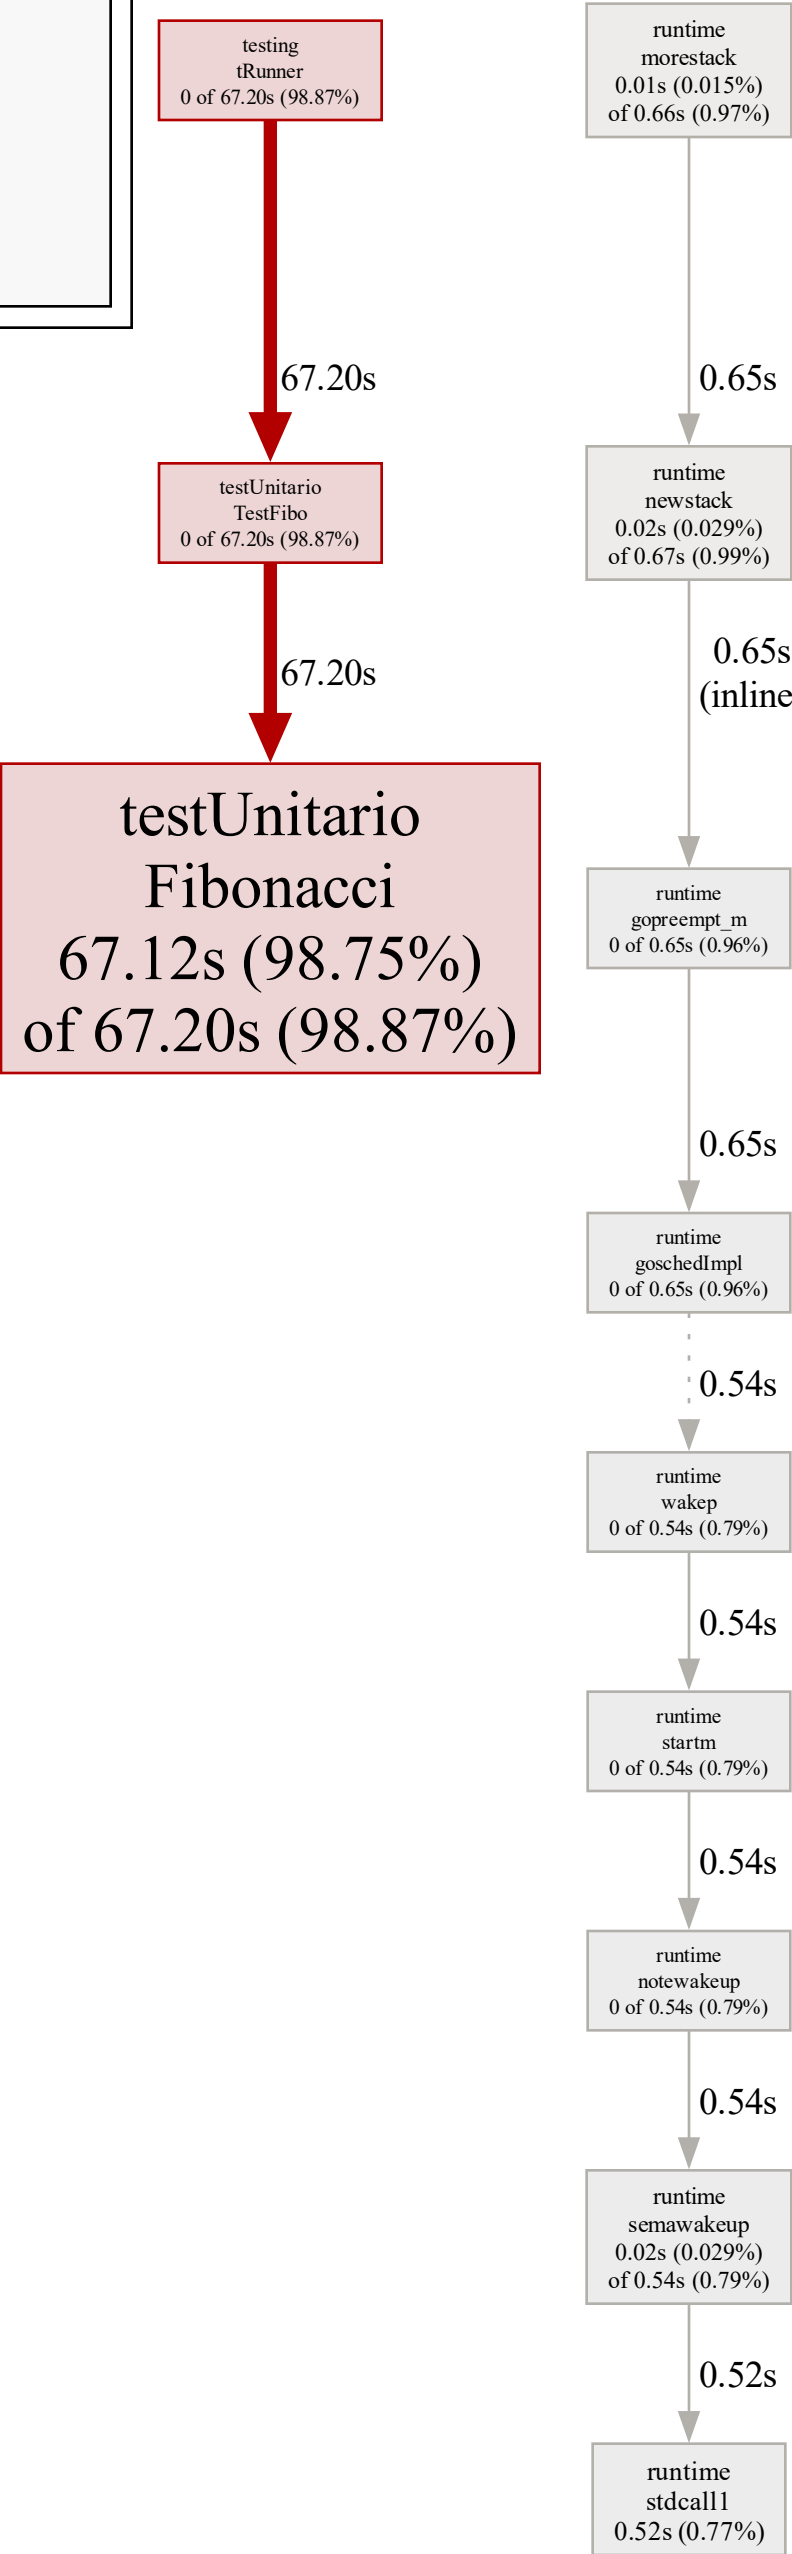 testing
tRunner
0 of 67.20s (98.87%)
67.20s
testUnitario
TestFibo
0 of 67.20s (98.87%)
67.20s
testUnitario
Fibonacci
67.12s (98.75%)
of 67.20s (98.87%)
runtime
morestack
0.01s (0.015%)
of 0.66s (0.97%)
0.65s
runtime
newstack
0.02s (0.029%)
of 0.67s (0.99%)
0.65s
(inline
runtime
gopreempt_m
0 of 0.65s (0.96%)
0.65s
runtime
goschedImpl
0 of 0.65s (0.96%)
0.54s
runtime
wakep
0 of 0.54s (0.79%)
0.54s
runtime
startm
0 of 0.54s (0.79%)
0.54s
runtime
notewakeup
0 of 0.54s (0.79%)
0.54s
runtime
semawakeup
0.02s (0.029%)
of 0.54s (0.79%)
0.52s
runtime
stdcall1
0.52s (0.77%)